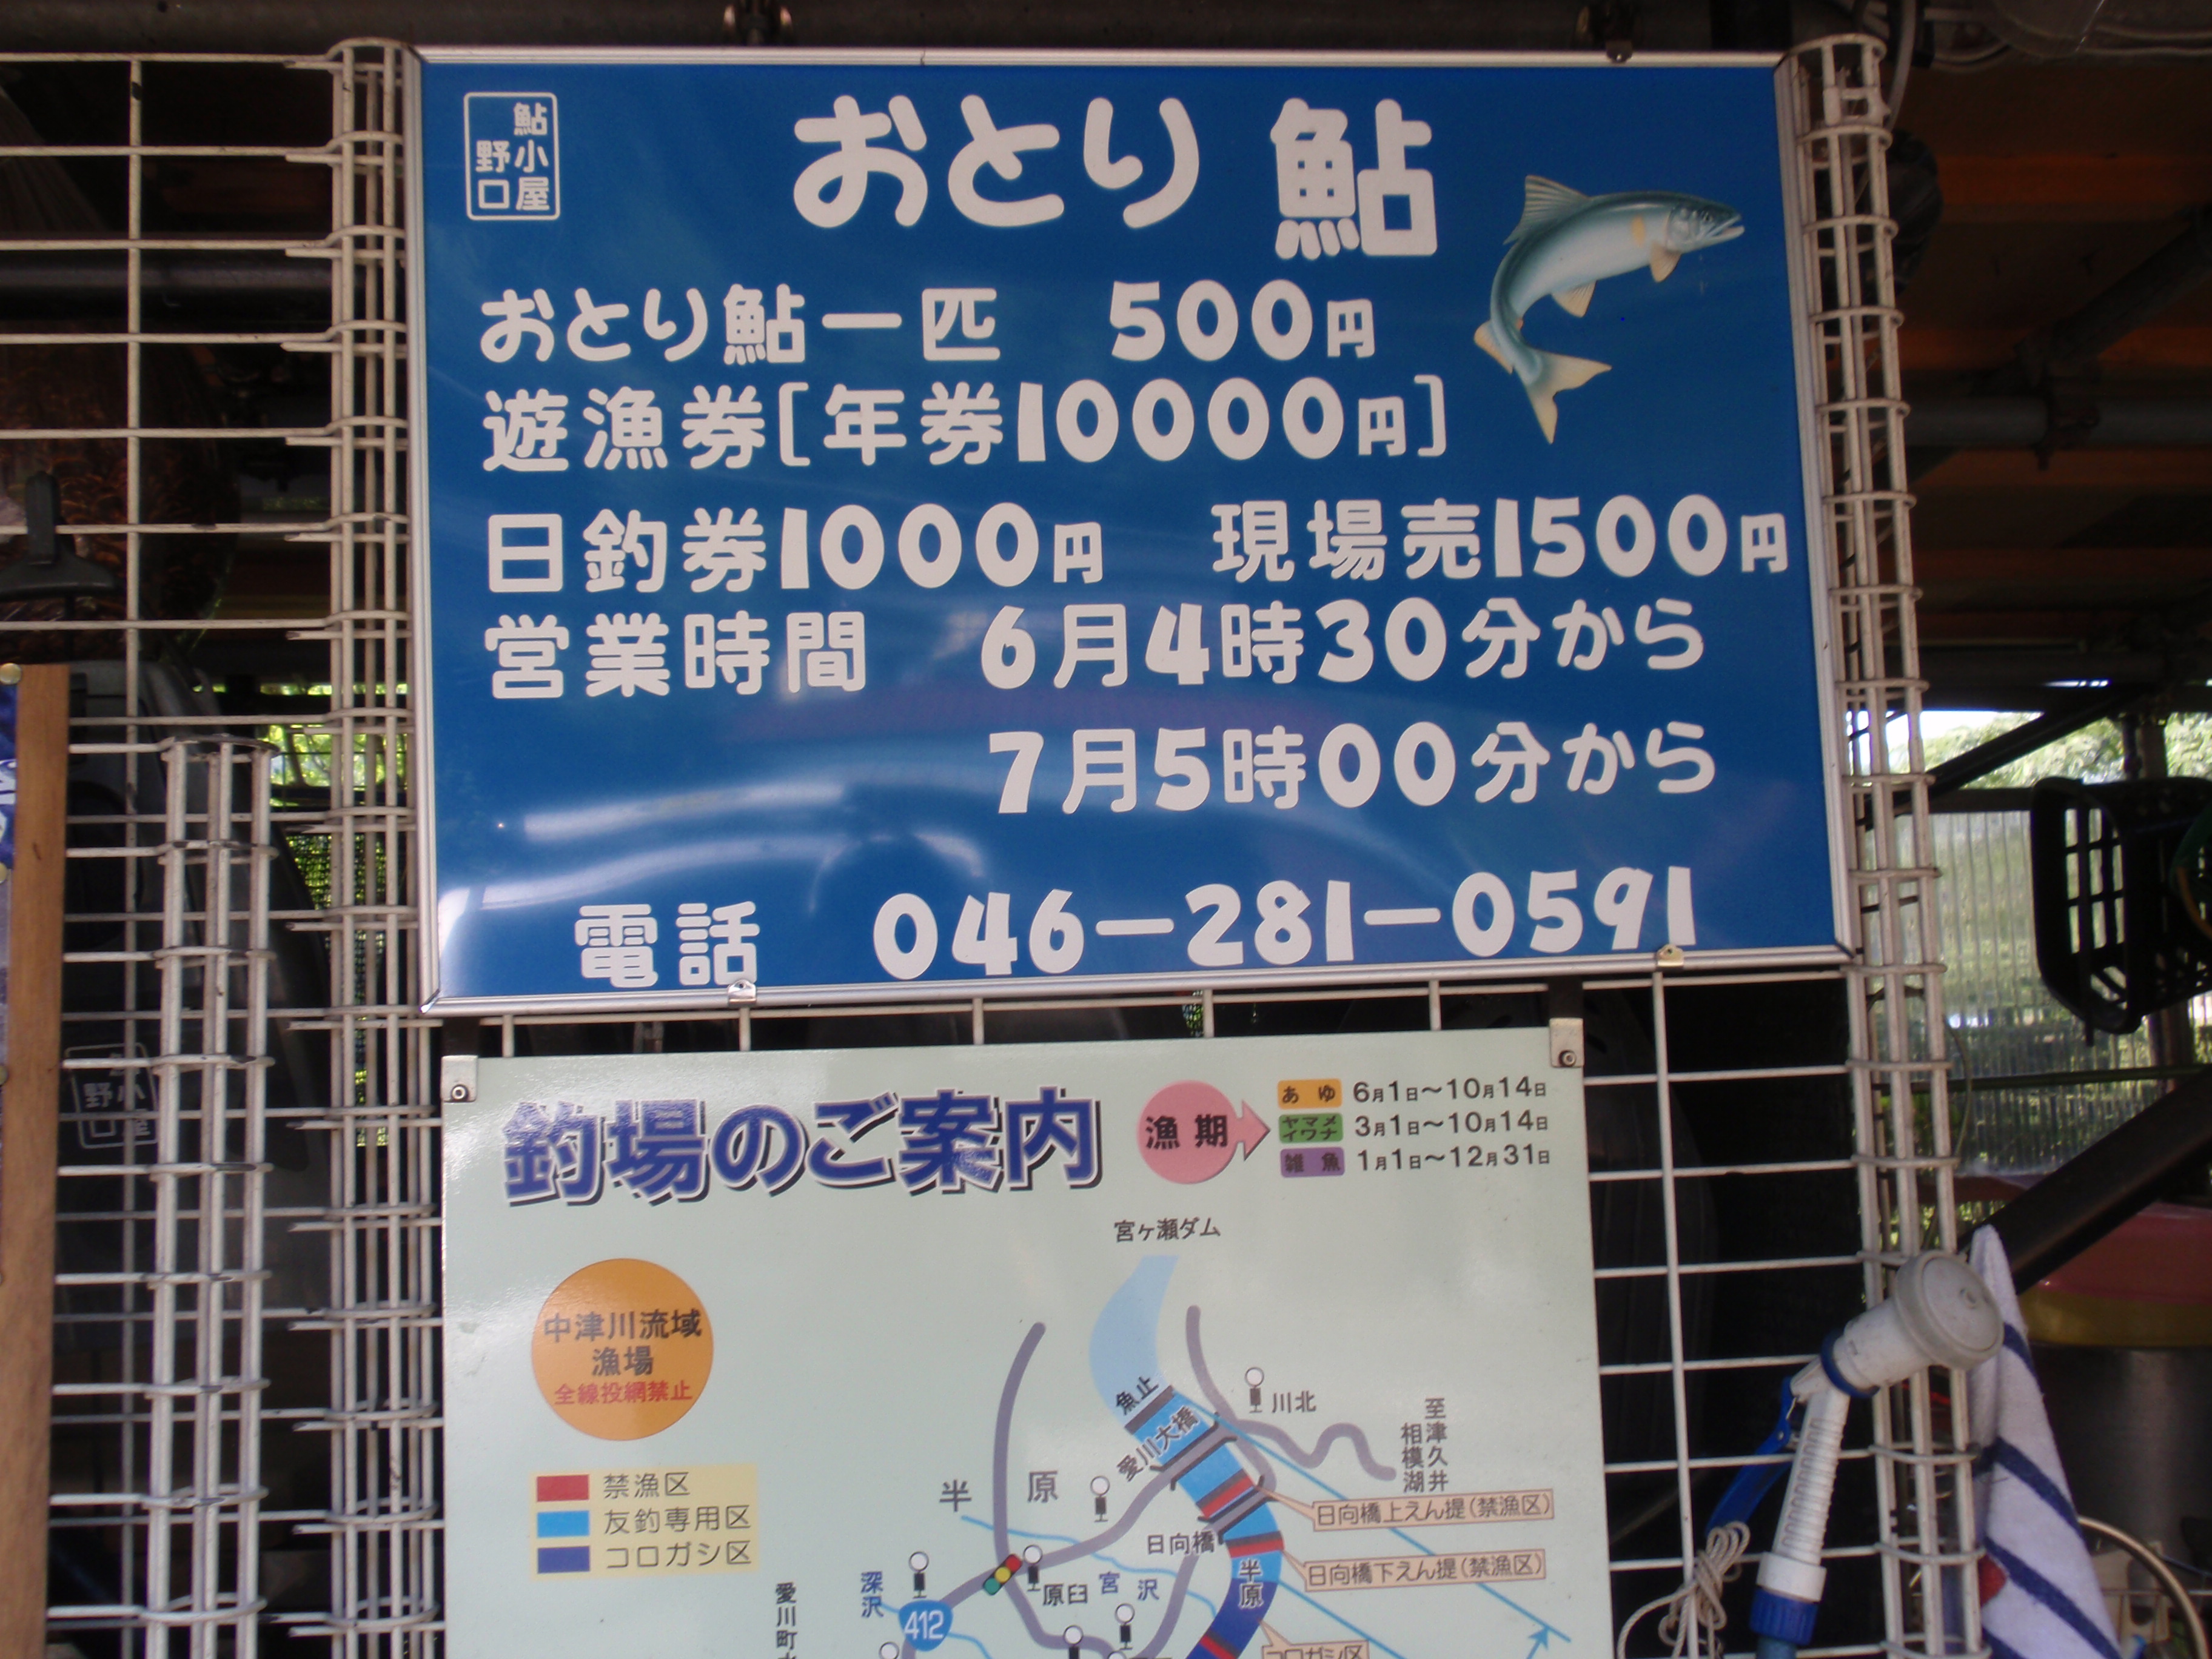 鮎小屋
野口
おとり鮎
おとり鮎一匹 500円
遊漁券[年券10000円]
日釣券1000円 現場売1500円
営業時間 6月4時30分から
7月5時00分から
電話 046-281-0591
釣場のご案内
漁期
あゆ 6月1日～10月14日
ヤマメ
イワナ
3月1日～10月14日
雑魚 1月1日～12月31日
宮ヶ瀬ダム
中津川流域
漁場
全線投網禁止
魚止
愛川大橋
川北
至津久井
相模湖
禁漁区
友釣専用区
コロガシ区
半原
日向橋上えん提(禁漁区)
日向橋
日向橋下えん提(禁漁区)
半原
深沢
原臼
宮沢
412
愛川町
コロガシ区
小
野